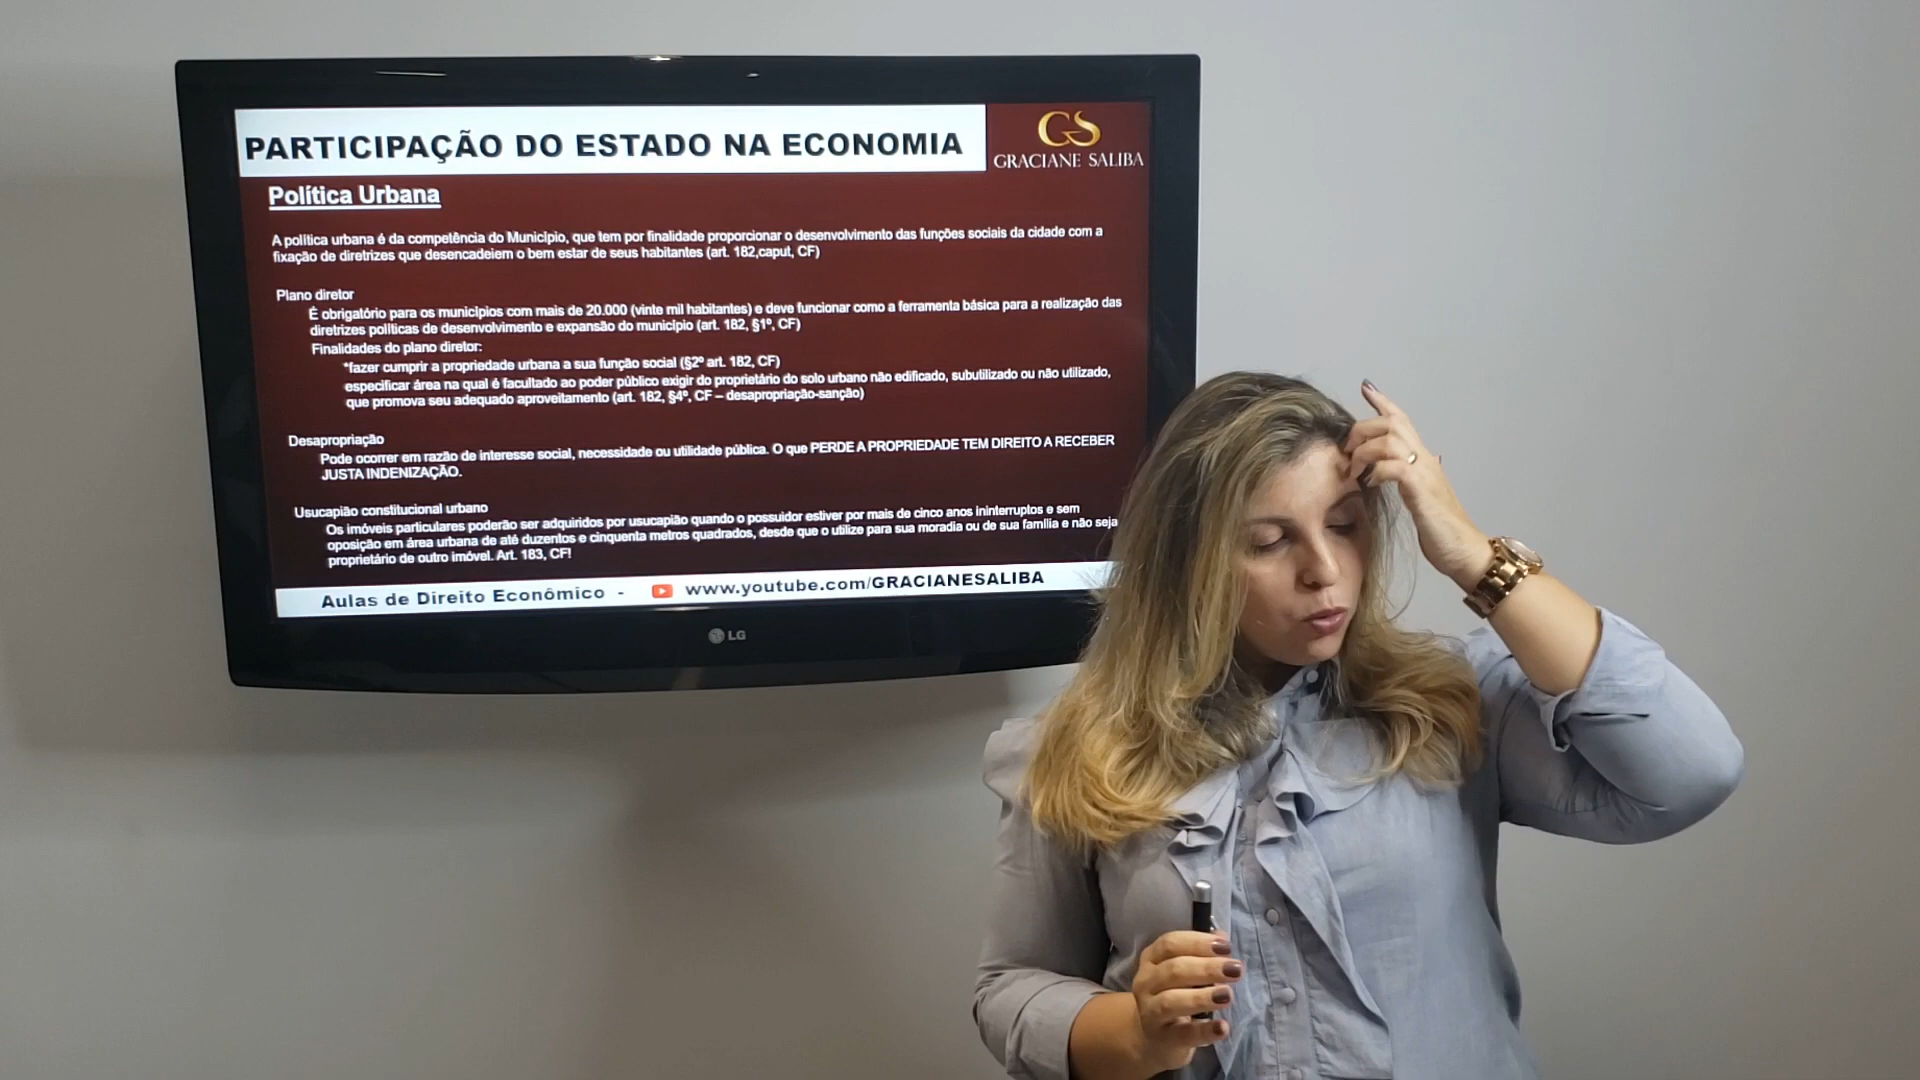 PARTICIPAÇÃO DO ESTADO NA ECONOMIA
GS
GRACIANE SALIBA
Política Urbana
A política urbana é da competência do Município, que tem por finalidade proporcionar o desenvolvimento das funções sociais da cidade com a
fixação de diretrizes que desencadeiem o bem estar de seus habitantes (art. 182,caput, CF)
Plano diretor
É obrigatório para os municípios com mais de 20.000 (vinte mil habitantes) e deve funcionar como a ferramenta básica para a realização das
diretrizes políticas de desenvolvimento e expansão do município (art. 182, §1º, CF)
Finalidades do plano diretor:
*fazer cumprir a propriedade urbana a sua função social (§2º art. 182, CF)
especificar área na qual é facultado ao poder público exigir do proprietário do solo urbano não edificado, subutilizado ou não utilizado,
que promova seu adequado aproveitamento (art. 182, §4º, CF – desapropriação-sanção)
Desapropriação
Pode ocorrer em razão de interesse social, necessidade ou utilidade pública. O que PERDE A PROPRIEDADE TEM DIREITO A RECEBER
JUSTA INDENIZAÇÃO.
Usucapião constitucional urbano
Os imóveis particulares poderão ser adquiridos por usucapião quando o possuidor estiver por mais de cinco anos ininterruptos e sem
oposição em área urbana de até duzentos e cinquenta metros quadrados, desde que o utilize para sua moradia ou de sua família e não seja
proprietário de outro imóvel. Art. 183, CF!
Aulas de Direito Econômico - www.youtube.com/GRACIANESALIBA
LG